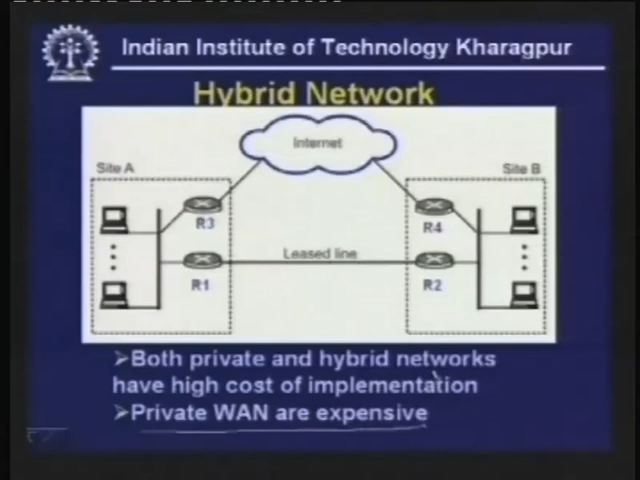 Indian Institute of Technology Kharagpur
Hybrid Network
Internet
Site A
Site B
R3
R4
Leased line
R1
R2
➢Both private and hybrid networks
have high cost of implementation
➢Private WAN are expensive